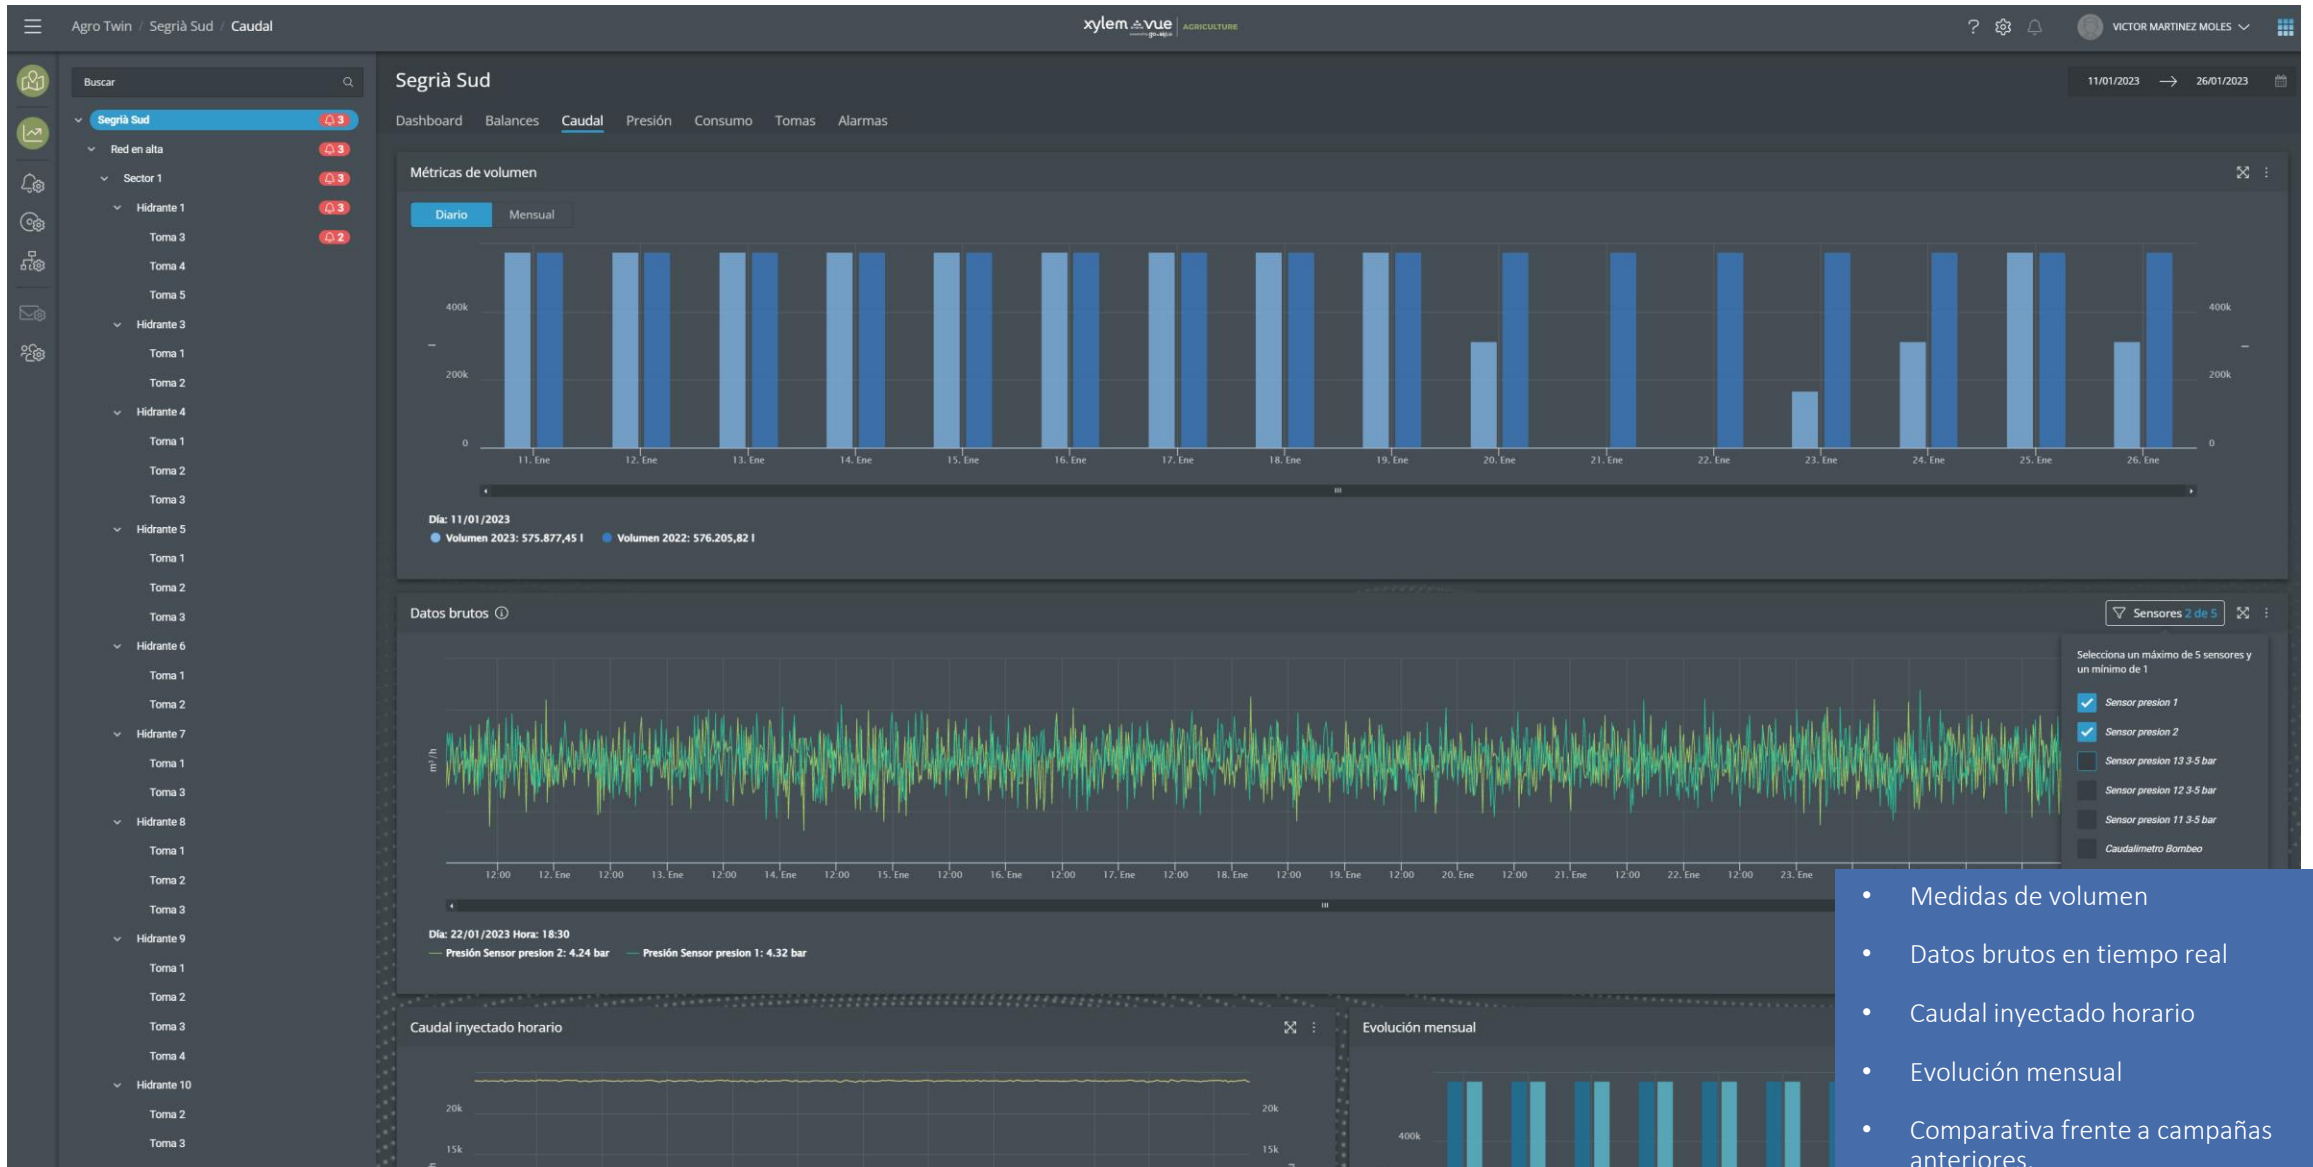 Agro Twin / Segrià Sud / Caudal
xylem vue AGRICULTURE
VICTOR MARTINEZ MOLES
Buscar
Segrià Sud 3
Red en alta 3
Sector 1 3
Hidrante 1 3
Toma 3 2
Toma 4
Toma 5
Hidrante 3
Toma 1
Toma 2
Hidrante 4
Toma 1
Toma 2
Toma 3
Hidrante 5
Toma 1
Toma 2
Toma 3
Hidrante 6
Toma 1
Toma 2
Hidrante 7
Toma 1
Toma 3
Hidrante 8
Toma 1
Toma 2
Toma 3
Hidrante 9
Toma 1
Toma 2
Toma 3
Toma 4
Hidrante 10
Toma 2
Toma 3
Segrià Sud
11/01/2023 → 26/01/2023
Dashboard Balances Caudal Presión Consumo Tomas Alarmas
Métricas de volumen
Diario Mensual
400k 400k
l l
200k 200k
0 0
11. Ene 12. Ene 13. Ene 14. Ene 15. Ene 16. Ene 17. Ene 18. Ene 19. Ene 20. Ene 21. Ene 22. Ene 23. Ene 24. Ene 25. Ene 26. Ene
Día: 11/01/2023
Volumen 2023: 575.877,45 l Volumen 2022: 576.205,82 l
Datos brutos
Sensores 2 de 5
Selecciona un máximo de 5 sensores y
un mínimo de 1
Sensor presion 1
Sensor presion 2
Sensor presion 13 3-5 bar
Sensor presion 12 3-5 bar
Sensor presion 11 3-5 bar
Caudalimetro Bombeo
m³/h
12:00 12. Ene 12:00 13. Ene 12:00 14. Ene 12:00 15. Ene 12:00 16. Ene 12:00 17. Ene 12:00 18. Ene 12:00 19. Ene 12:00 20. Ene 12:00 21. Ene 12:00 22. Ene 12:00 23. Ene
Día: 22/01/2023 Hora: 18:30
Presión Sensor presion 2: 4.24 bar Presión Sensor presion 1: 4.32 bar
Caudal inyectado horario
20k 20k
15k 15k
Evolución mensual
400k
• Medidas de volumen
• Datos brutos en tiempo real
• Caudal inyectado horario
• Evolución mensual
• Comparativa frente a campañas
anteriores.